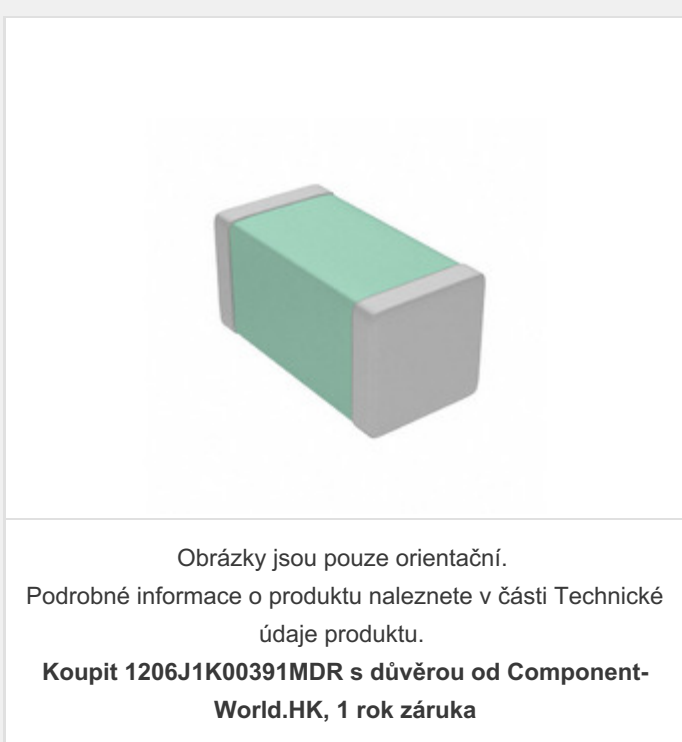 Obrázky jsou pouze orientační.
Podrobné informace o produktu naleznete v části Technické
údaje produktu.
Koupit 1206J1K00391MDR s důvěrou od Component-
World.HK, 1 rok záruka